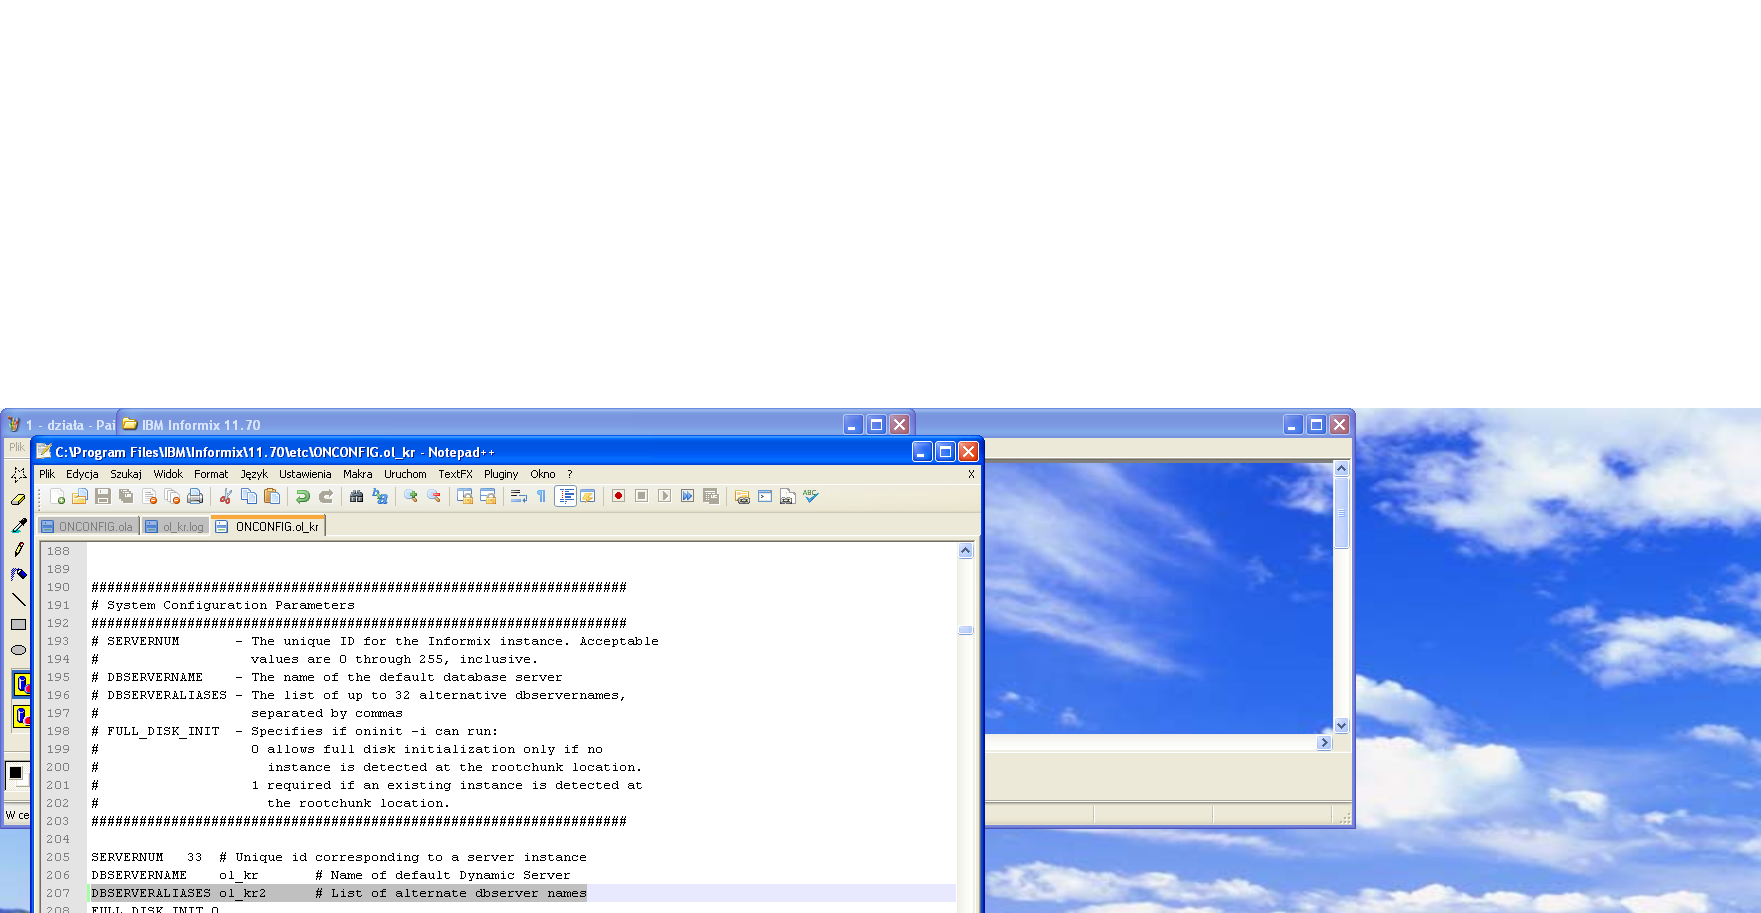 1 - działa - Pai
IBM Informix 11.70
Plik
C:\Program Files\IBM\Informix\11.70\etc\ONCONFIG.ol_kr - Notepad++
Plik Edycja Szukaj Widok Format Język Ustawienia Makra Uruchom TextFX Pluginy Okno ? X
ONCONFIG.ola ol_kr.log ONCONFIG.ol_kr
188
189
190 ###################################################################
191 # System Configuration Parameters
192 ###################################################################
193 # SERVERNUM - The unique ID for the Informix instance. Acceptable
194 # values are 0 through 255, inclusive.
195 # DBSERVERNAME - The name of the default database server
196 # DBSERVERALIASES - The list of up to 32 alternative dbservernames,
197 # separated by commas
198 # FULL_DISK_INIT - Specifies if oninit -i can run:
199 # 0 allows full disk initialization only if no
200 # instance is detected at the rootchunk location.
201 # 1 required if an existing instance is detected at
202 # the rootchunk location.
203 ###################################################################
204
205 SERVERNUM 33 # Unique id corresponding to a server instance
206 DBSERVERNAME ol_kr # Name of default Dynamic Server
207 DBSERVERALIASES ol_kr2 # List of alternate dbserver names
208 FULL_DISK_INIT 0
W ce